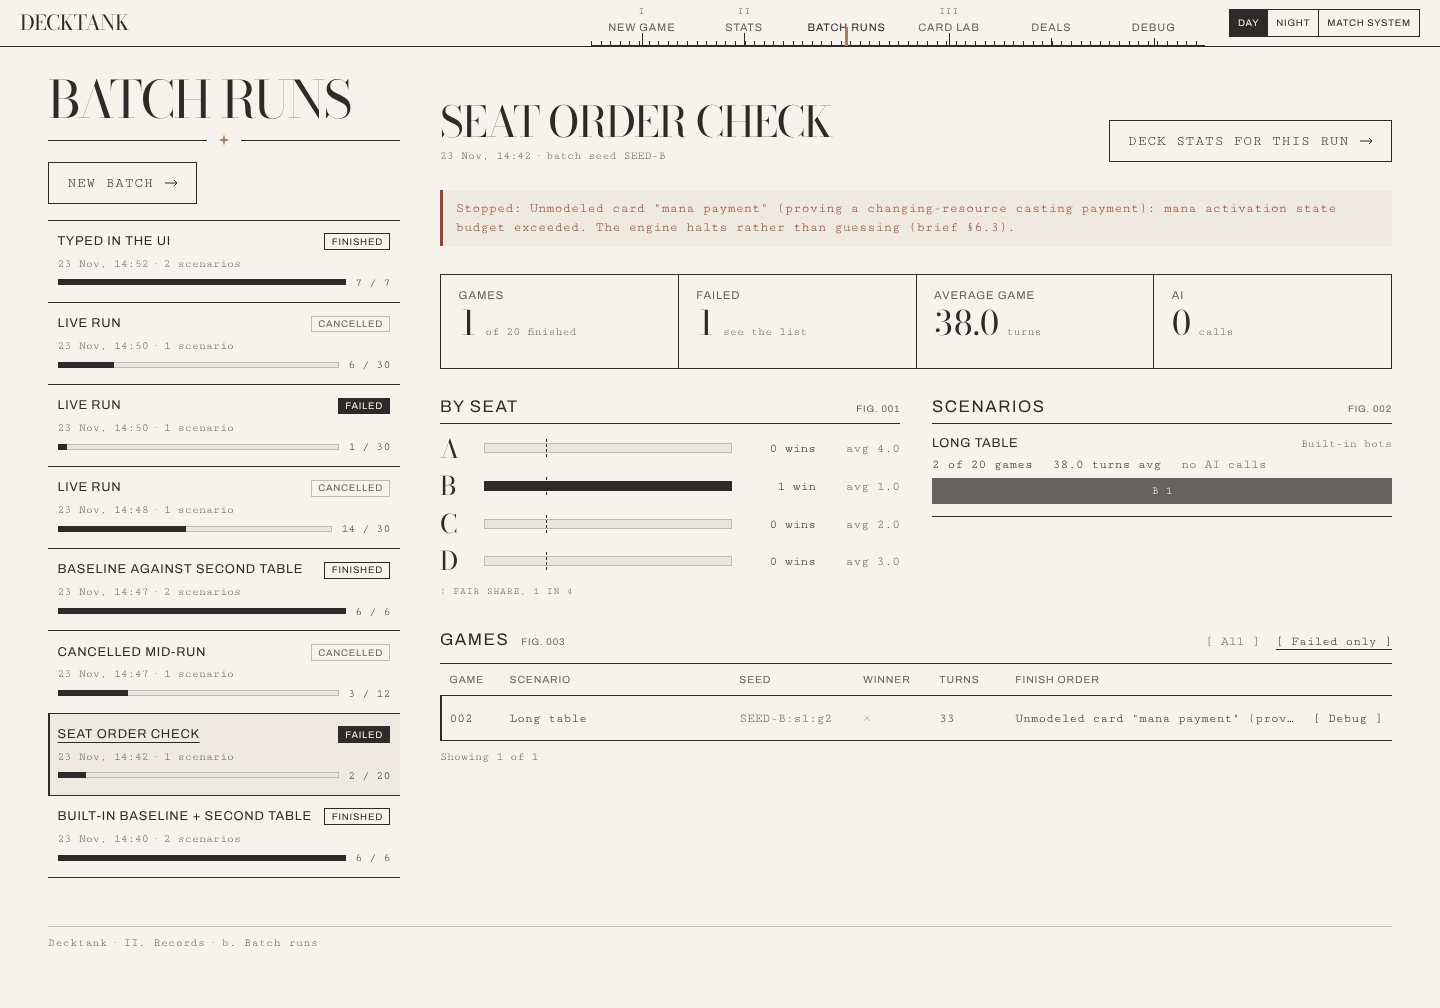 DECKTANK
I
II
III
NEW GAME
STATS
BATCH RUNS
CARD LAB
DEALS
DEBUG
DAY
NIGHT
MATCH SYSTEM
BATCH RUNS
NEW BATCH →
TYPED IN THE UI
FINISHED
23 Nov, 14:52 · 2 scenarios
7 / 7
LIVE RUN
CANCELLED
23 Nov, 14:50 · 1 scenario
6 / 30
LIVE RUN
FAILED
23 Nov, 14:50 · 1 scenario
1 / 30
LIVE RUN
CANCELLED
23 Nov, 14:48 · 1 scenario
14 / 30
BASELINE AGAINST SECOND TABLE
FINISHED
23 Nov, 14:47 · 2 scenarios
6 / 6
CANCELLED MID-RUN
CANCELLED
23 Nov, 14:47 · 1 scenario
3 / 12
SEAT ORDER CHECK
FAILED
23 Nov, 14:42 · 1 scenario
2 / 20
BUILT-IN BASELINE + SECOND TABLE
FINISHED
23 Nov, 14:40 · 2 scenarios
6 / 6
SEAT ORDER CHECK
23 Nov, 14:42 · batch seed SEED-B
DECK STATS FOR THIS RUN →
Stopped: Unmodeled card "mana payment" (proving a changing-resource casting payment): mana activation state
budget exceeded. The engine halts rather than guessing (brief §6.3).
GAMES
1 of 20 finished
FAILED
1 see the list
AVERAGE GAME
38.0 turns
AI
0 calls
BY SEAT
FIG. 001
A
0 wins
avg 4.0
B
1 win
avg 1.0
C
0 wins
avg 2.0
D
0 wins
avg 3.0
¦ FAIR SHARE, 1 IN 4
SCENARIOS
FIG. 002
LONG TABLE
Built-in bots
2 of 20 games
38.0 turns avg
no AI calls
B 1
GAMES
FIG. 003
[ All ]
[ Failed only ]
GAME
SCENARIO
SEED
WINNER
TURNS
FINISH ORDER
002
Long table
SEED-B:s1:g2
×
33
Unmodeled card "mana payment" (prov…
[ Debug ]
Showing 1 of 1
Decktank · II. Records · b. Batch runs